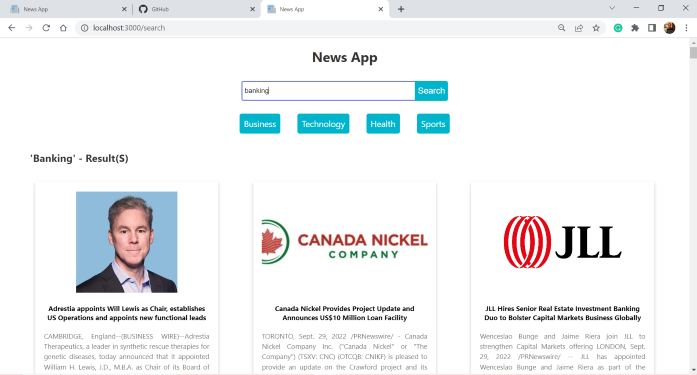 News App
GitHub
News App
localhost:3000/search
News App
banking
Search
Business
Technology
Health
Sports
'Banking' - Result(S)
CANADA NICKEL
COMPANY
JLL
Adrestia appoints Will Lewis as Chair, establishes
US Operations and appoints new functional leads
Canada Nickel Provides Project Update and
Announces US$10 Million Loan Facility
JLL Hires Senior Real Estate Investment Banking
Duo to Bolster Capital Markets Business Globally
CAMBRIDGE, England--(BUSINESS WIRE)--Adrestia
Therapeutics, a leader in synthetic rescue therapies for
genetic diseases, today announced that it appointed
William H. Lewis, J.D., M.B.A. as Chair of its Board of
TORONTO, Sept. 29, 2022 /PRNewswire/ - Canada
Nickel Company Inc. ("Canada Nickel" or "The
Company") (TSXV: CNC) (OTCQB: CNIKF) is pleased to
provide an update on the Crawford project and its
Wenceslao Bunge and Jaime Riera join JLL to
strengthen Capital Markets offering LONDON, Sept.
29, 2022 /PRNewswire/ -- JLL has appointed
Wenceslao Bunge and Jaime Riera as part of the